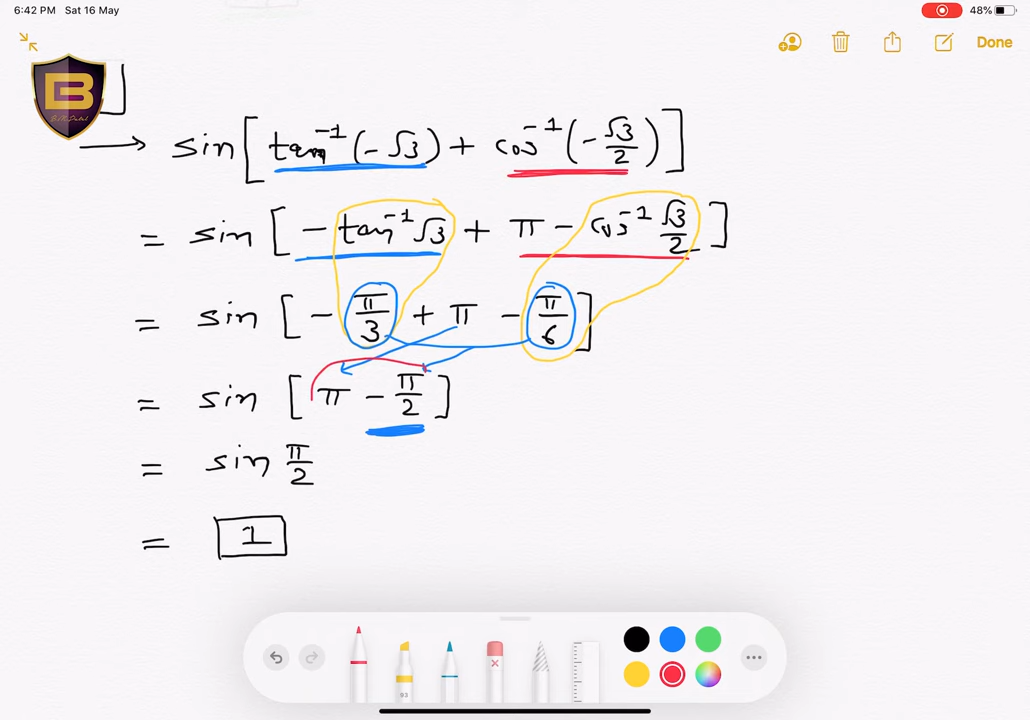 6:42 PM Sat 16 May 48%
Done
B
→ sin[tan⁻¹(-√3) + cos⁻¹(-√3/2)]
= sin [- tan⁻¹√3 + π - cos⁻¹ √3/2]
= sin [- π/3 + π - π/6]
= sin [π - π/2]
= sin π/2
= 1
93